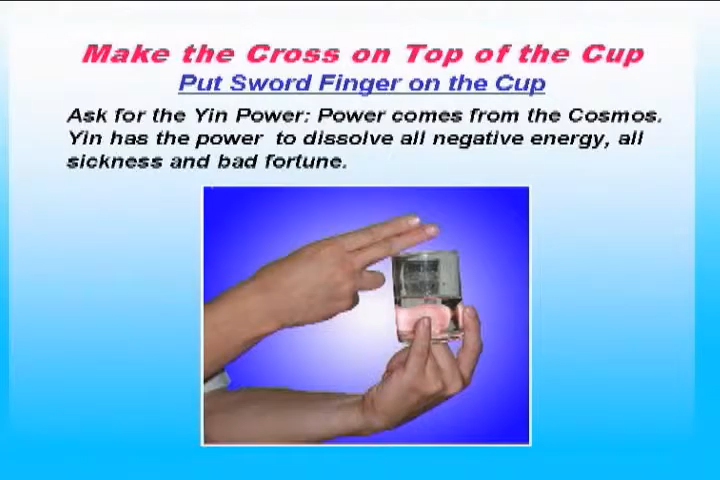 Make the Cross on Top of the Cup
Put Sword Finger on the Cup
Ask for the Yin Power: Power comes from the Cosmos.
Yin has the power to dissolve all negative energy, all
sickness and bad fortune.